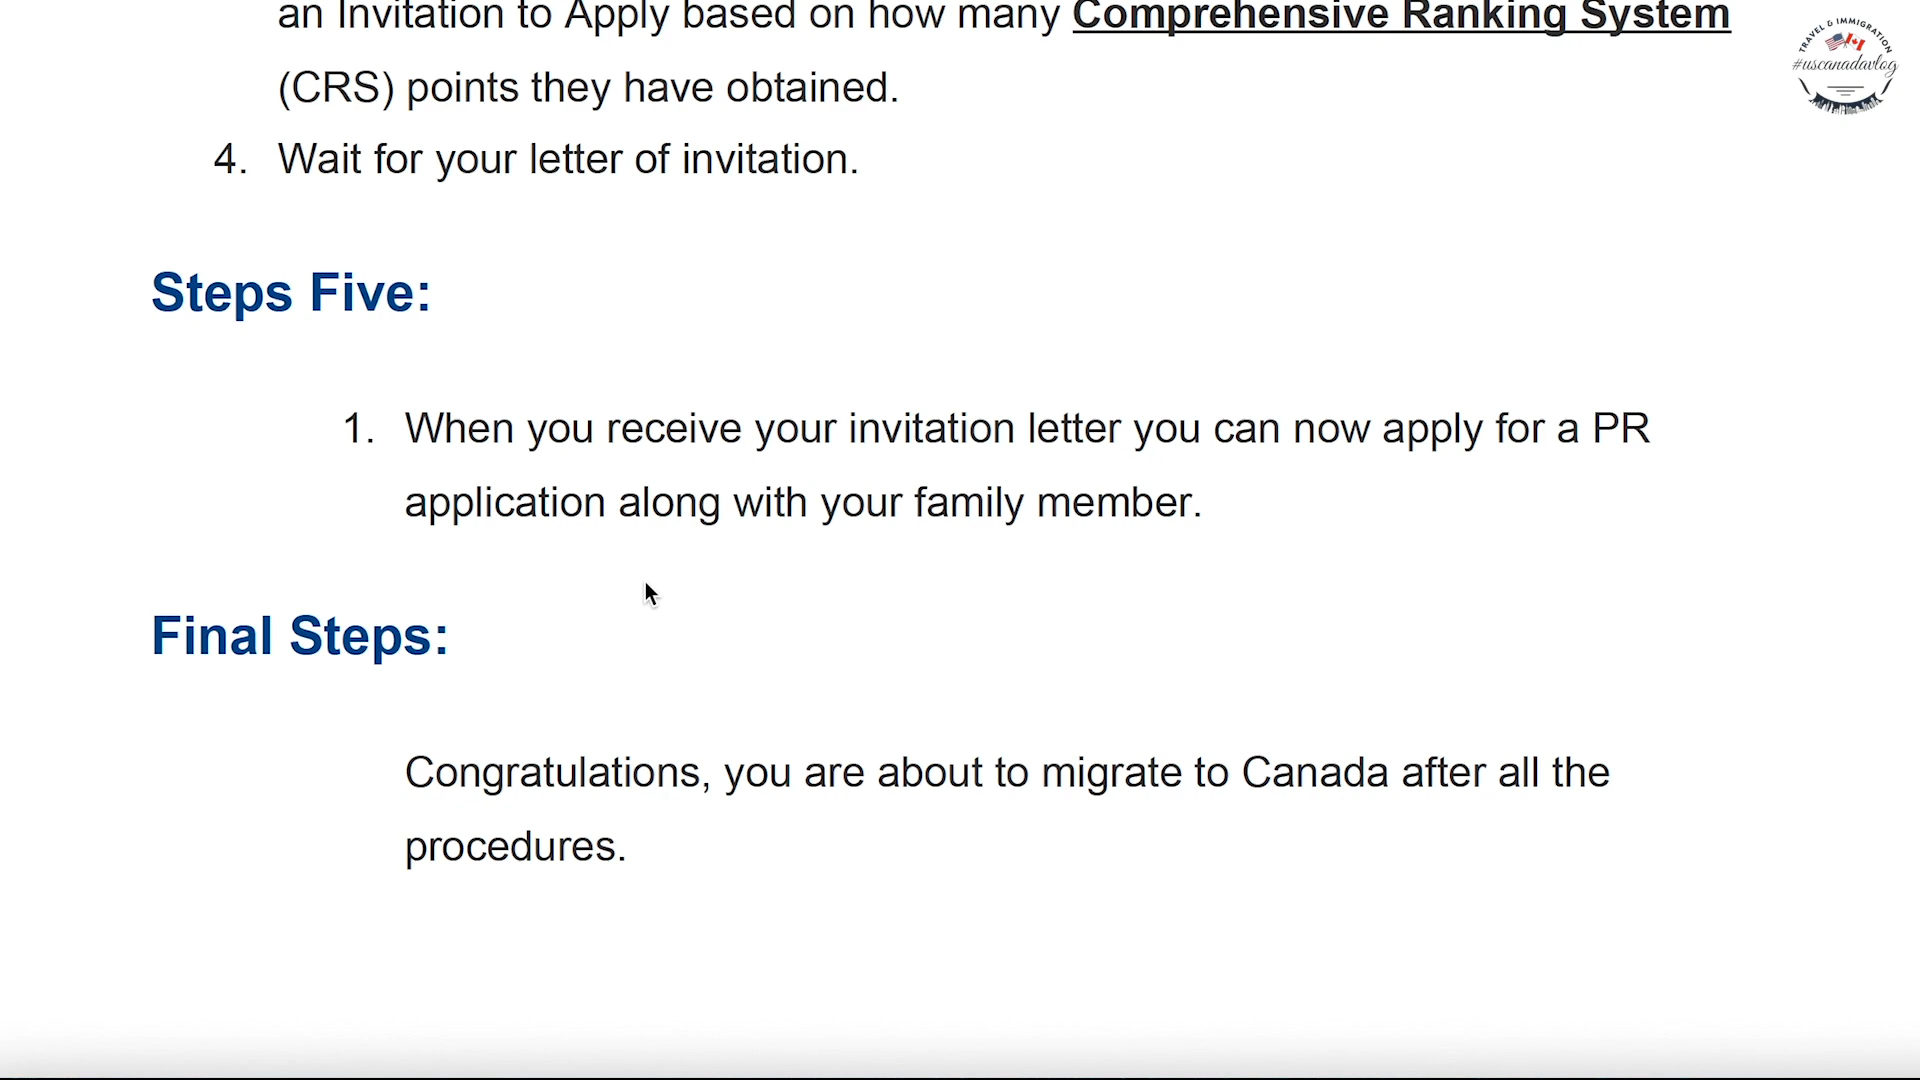 an Invitation to Apply based on how many Comprehensive Ranking System
(CRS) points they have obtained.
4. Wait for your letter of invitation.
Steps Five:
1. When you receive your invitation letter you can now apply for a PR
application along with your family member.
Final Steps:
Congratulations, you are about to migrate to Canada after all the
procedures.
TRAVEL & IMMIGRATION
#uscanadavlog